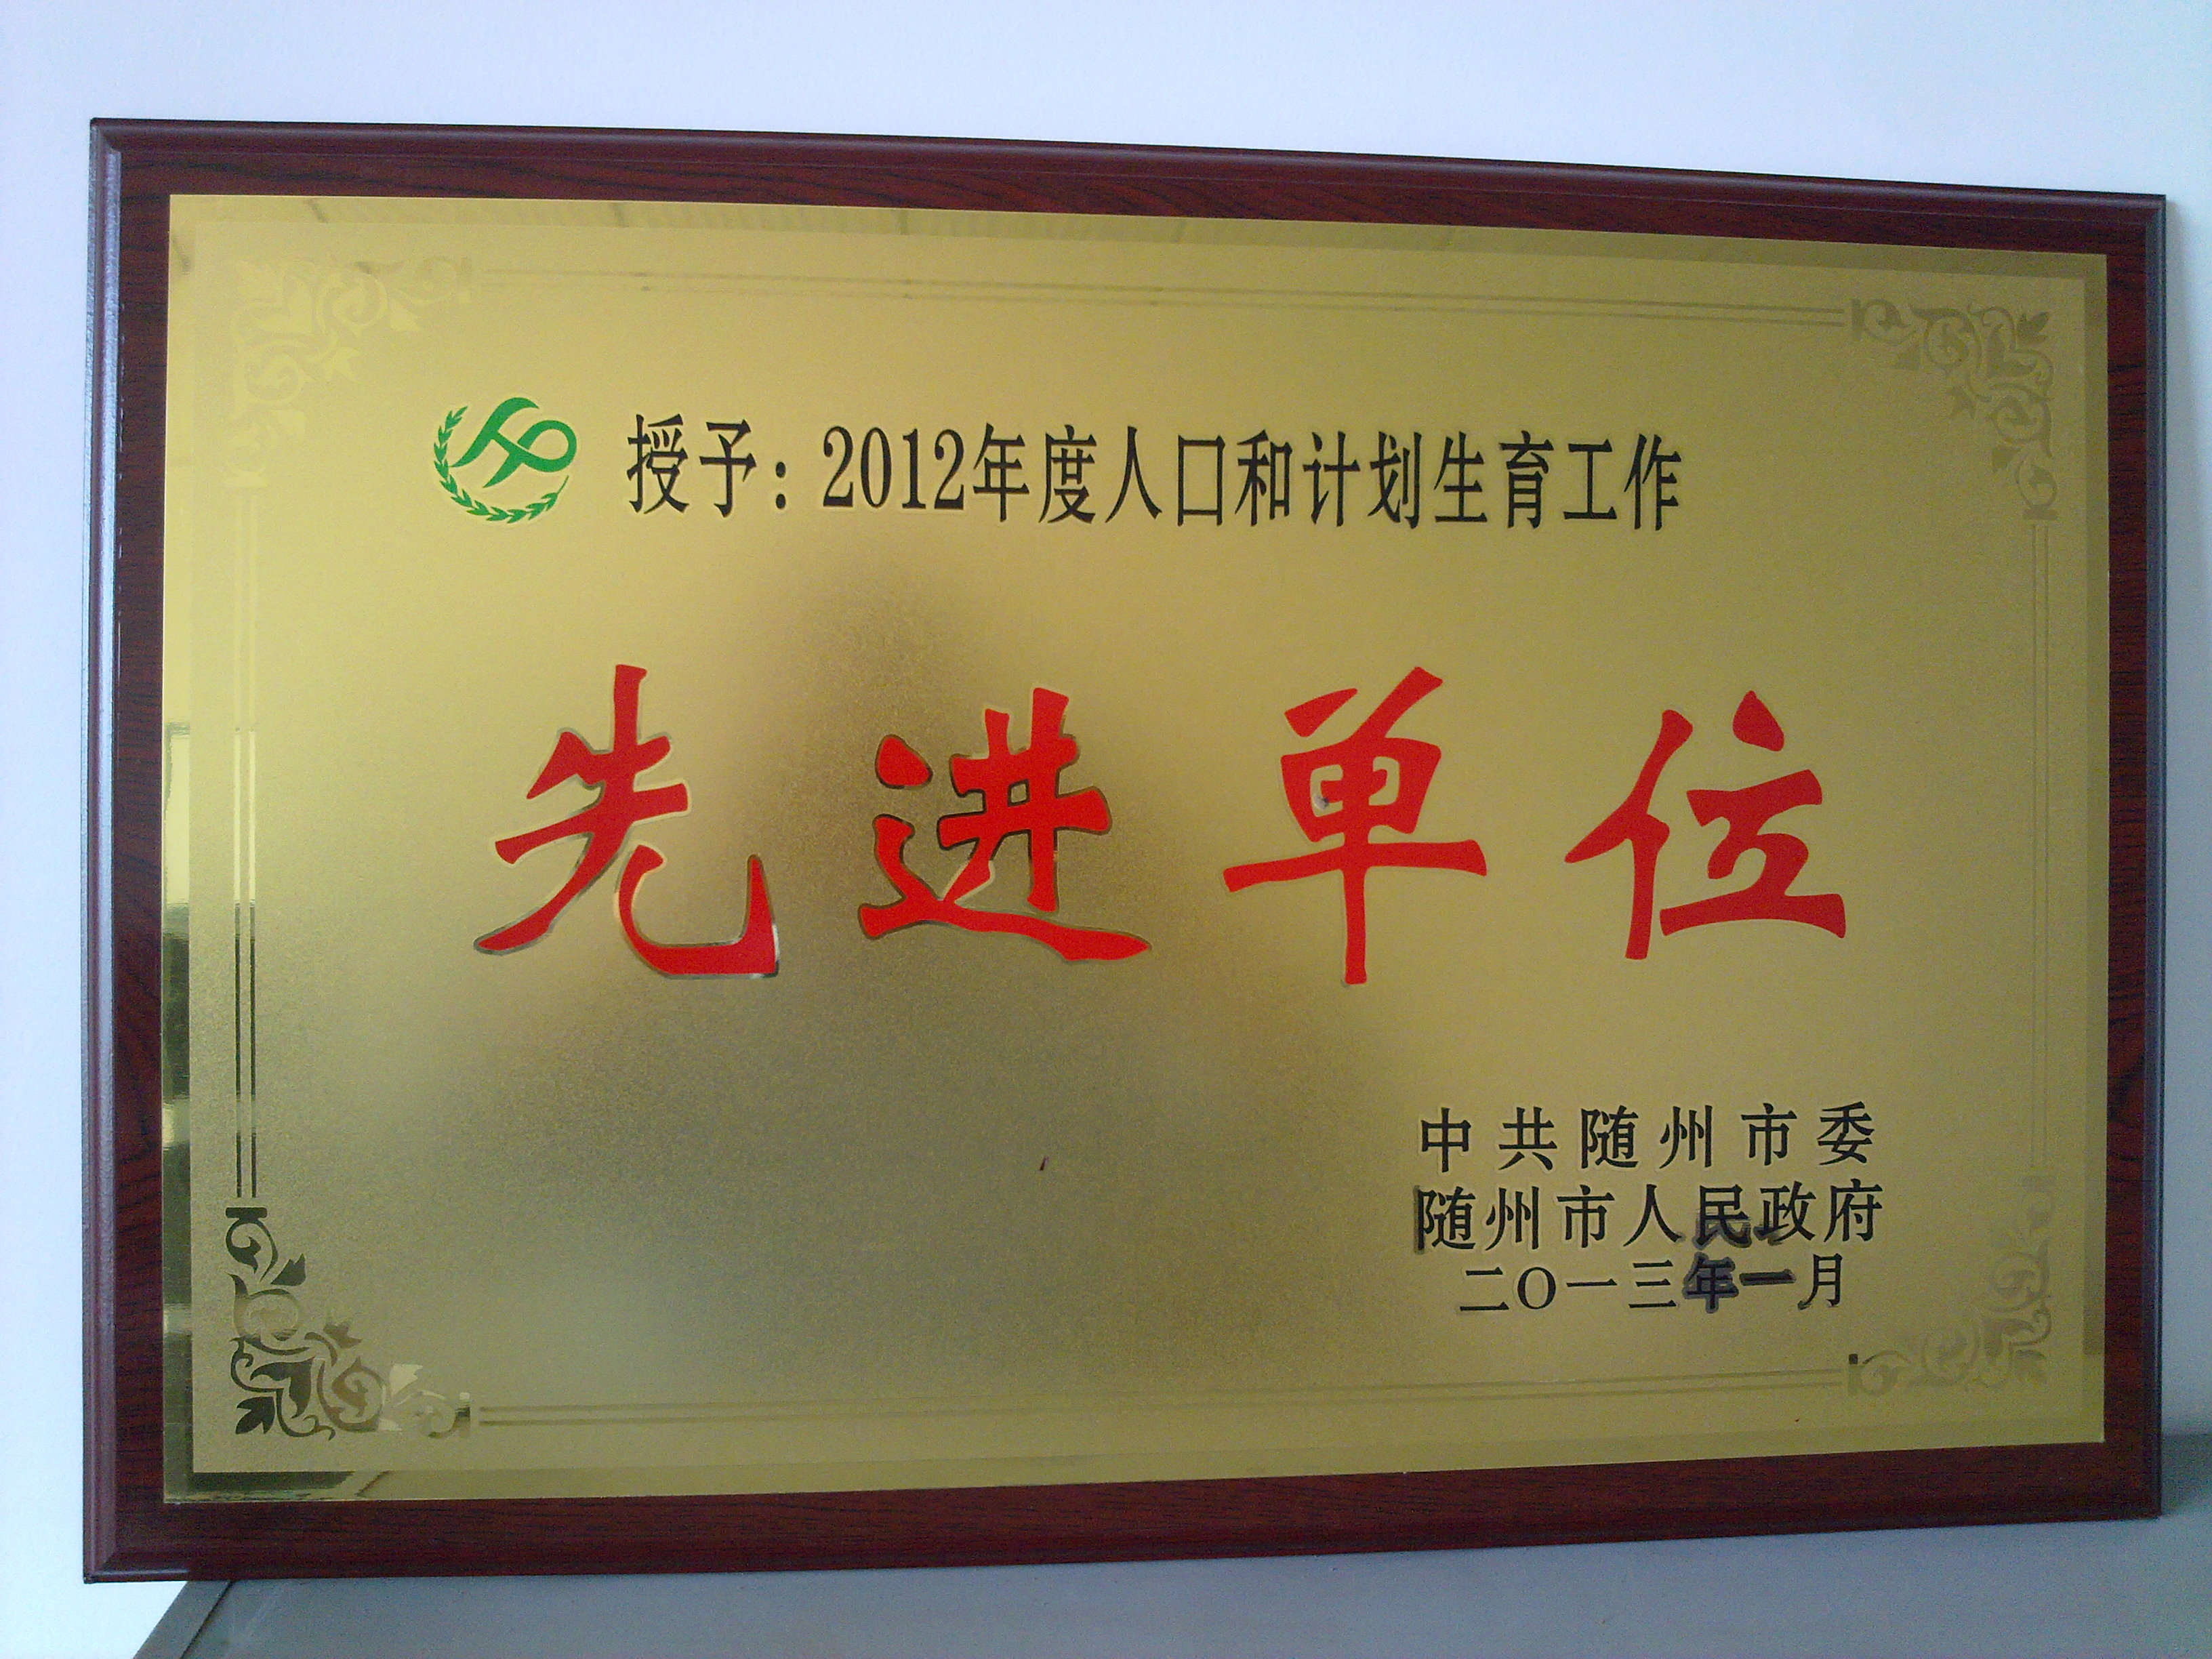 授予：2012年度人口和计划生育工作
先进单位
中共随州市委
随州市人民政府
二〇一三年一月